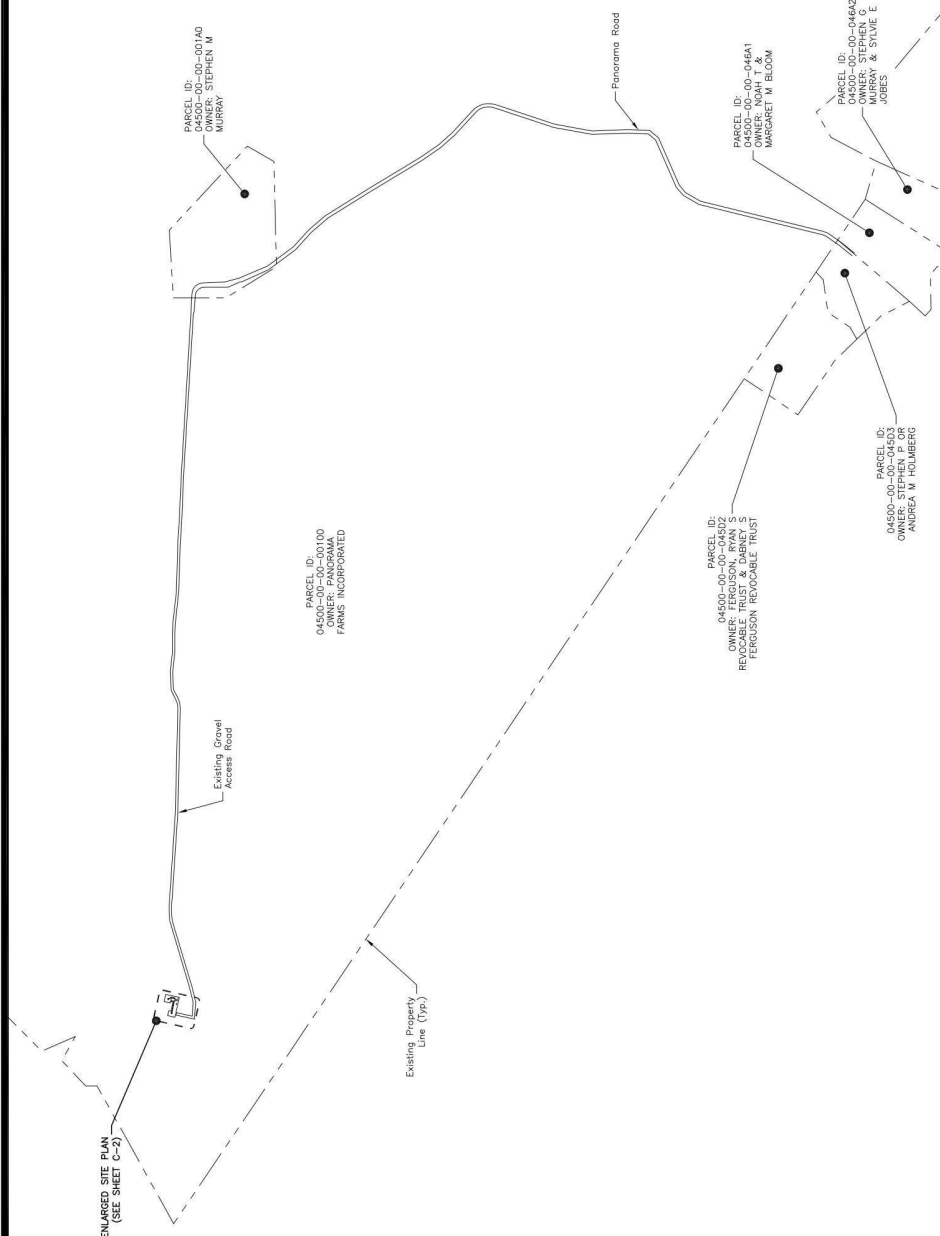 PARCEL ID:
04500-00-00-001A0
OWNER: STEPHEN M
MURRAY
Panorama Road
PARCEL ID:
04500-00-00-046A1
OWNER: NOAH T &
MARGARET M BLOOM
PARCEL ID:
04500-00-00-046A2
OWNER: STEPHEN G
MURRAY & SYLVIE E
JOBES
PARCEL ID:
04500-00-00-00100
OWNER: PANORAMA
FARMS INCORPORATED
PARCEL ID:
04500-00-00-045D2
OWNER: FERGUSON, RYAN S
REVOCABLE TRUST & DABNEY S
FERGUSON REVOCABLE TRUST
PARCEL ID:
04500-00-00-045D3
OWNER: STEPHEN P OR
ANDREA M HOLMBERG
Existing Gravel
Access Road
Existing Property
Line (Typ.)
ENLARGED SITE PLAN
(SEE SHEET C-2)